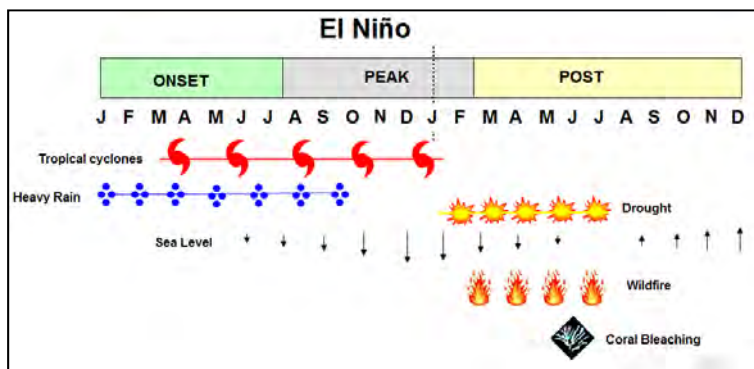 El Niño
ONSET PEAK POST
J F M A M J J A S O N D J F M A M J J A S O N D
Tropical cyclones
Heavy Rain
Drought
Sea Level
Wildfire
Coral Bleaching